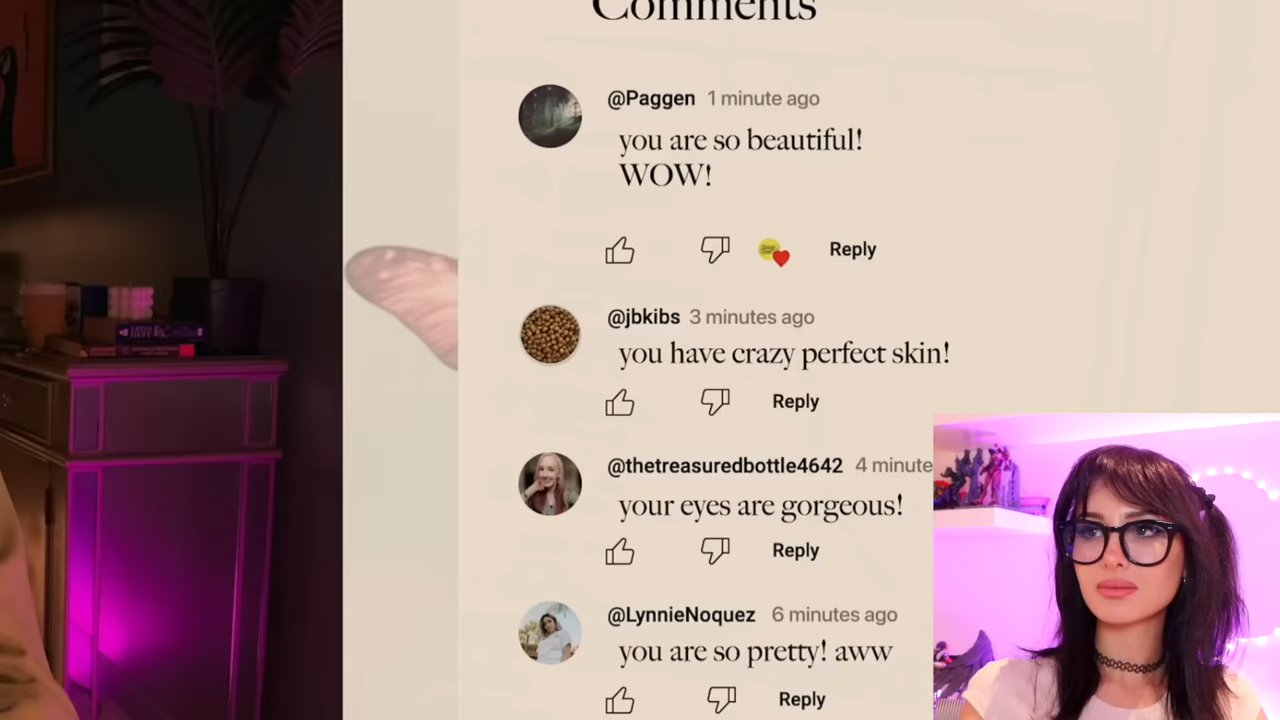 Comments
@Paggen 1 minute ago
you are so beautiful!
WOW!
Reply
@jbkibs 3 minutes ago
you have crazy perfect skin!
Reply
@thetreasuredbottle4642 4 minute
your eyes are gorgeous!
Reply
@LynnieNoquez 6 minutes ago
you are so pretty! aww
Reply